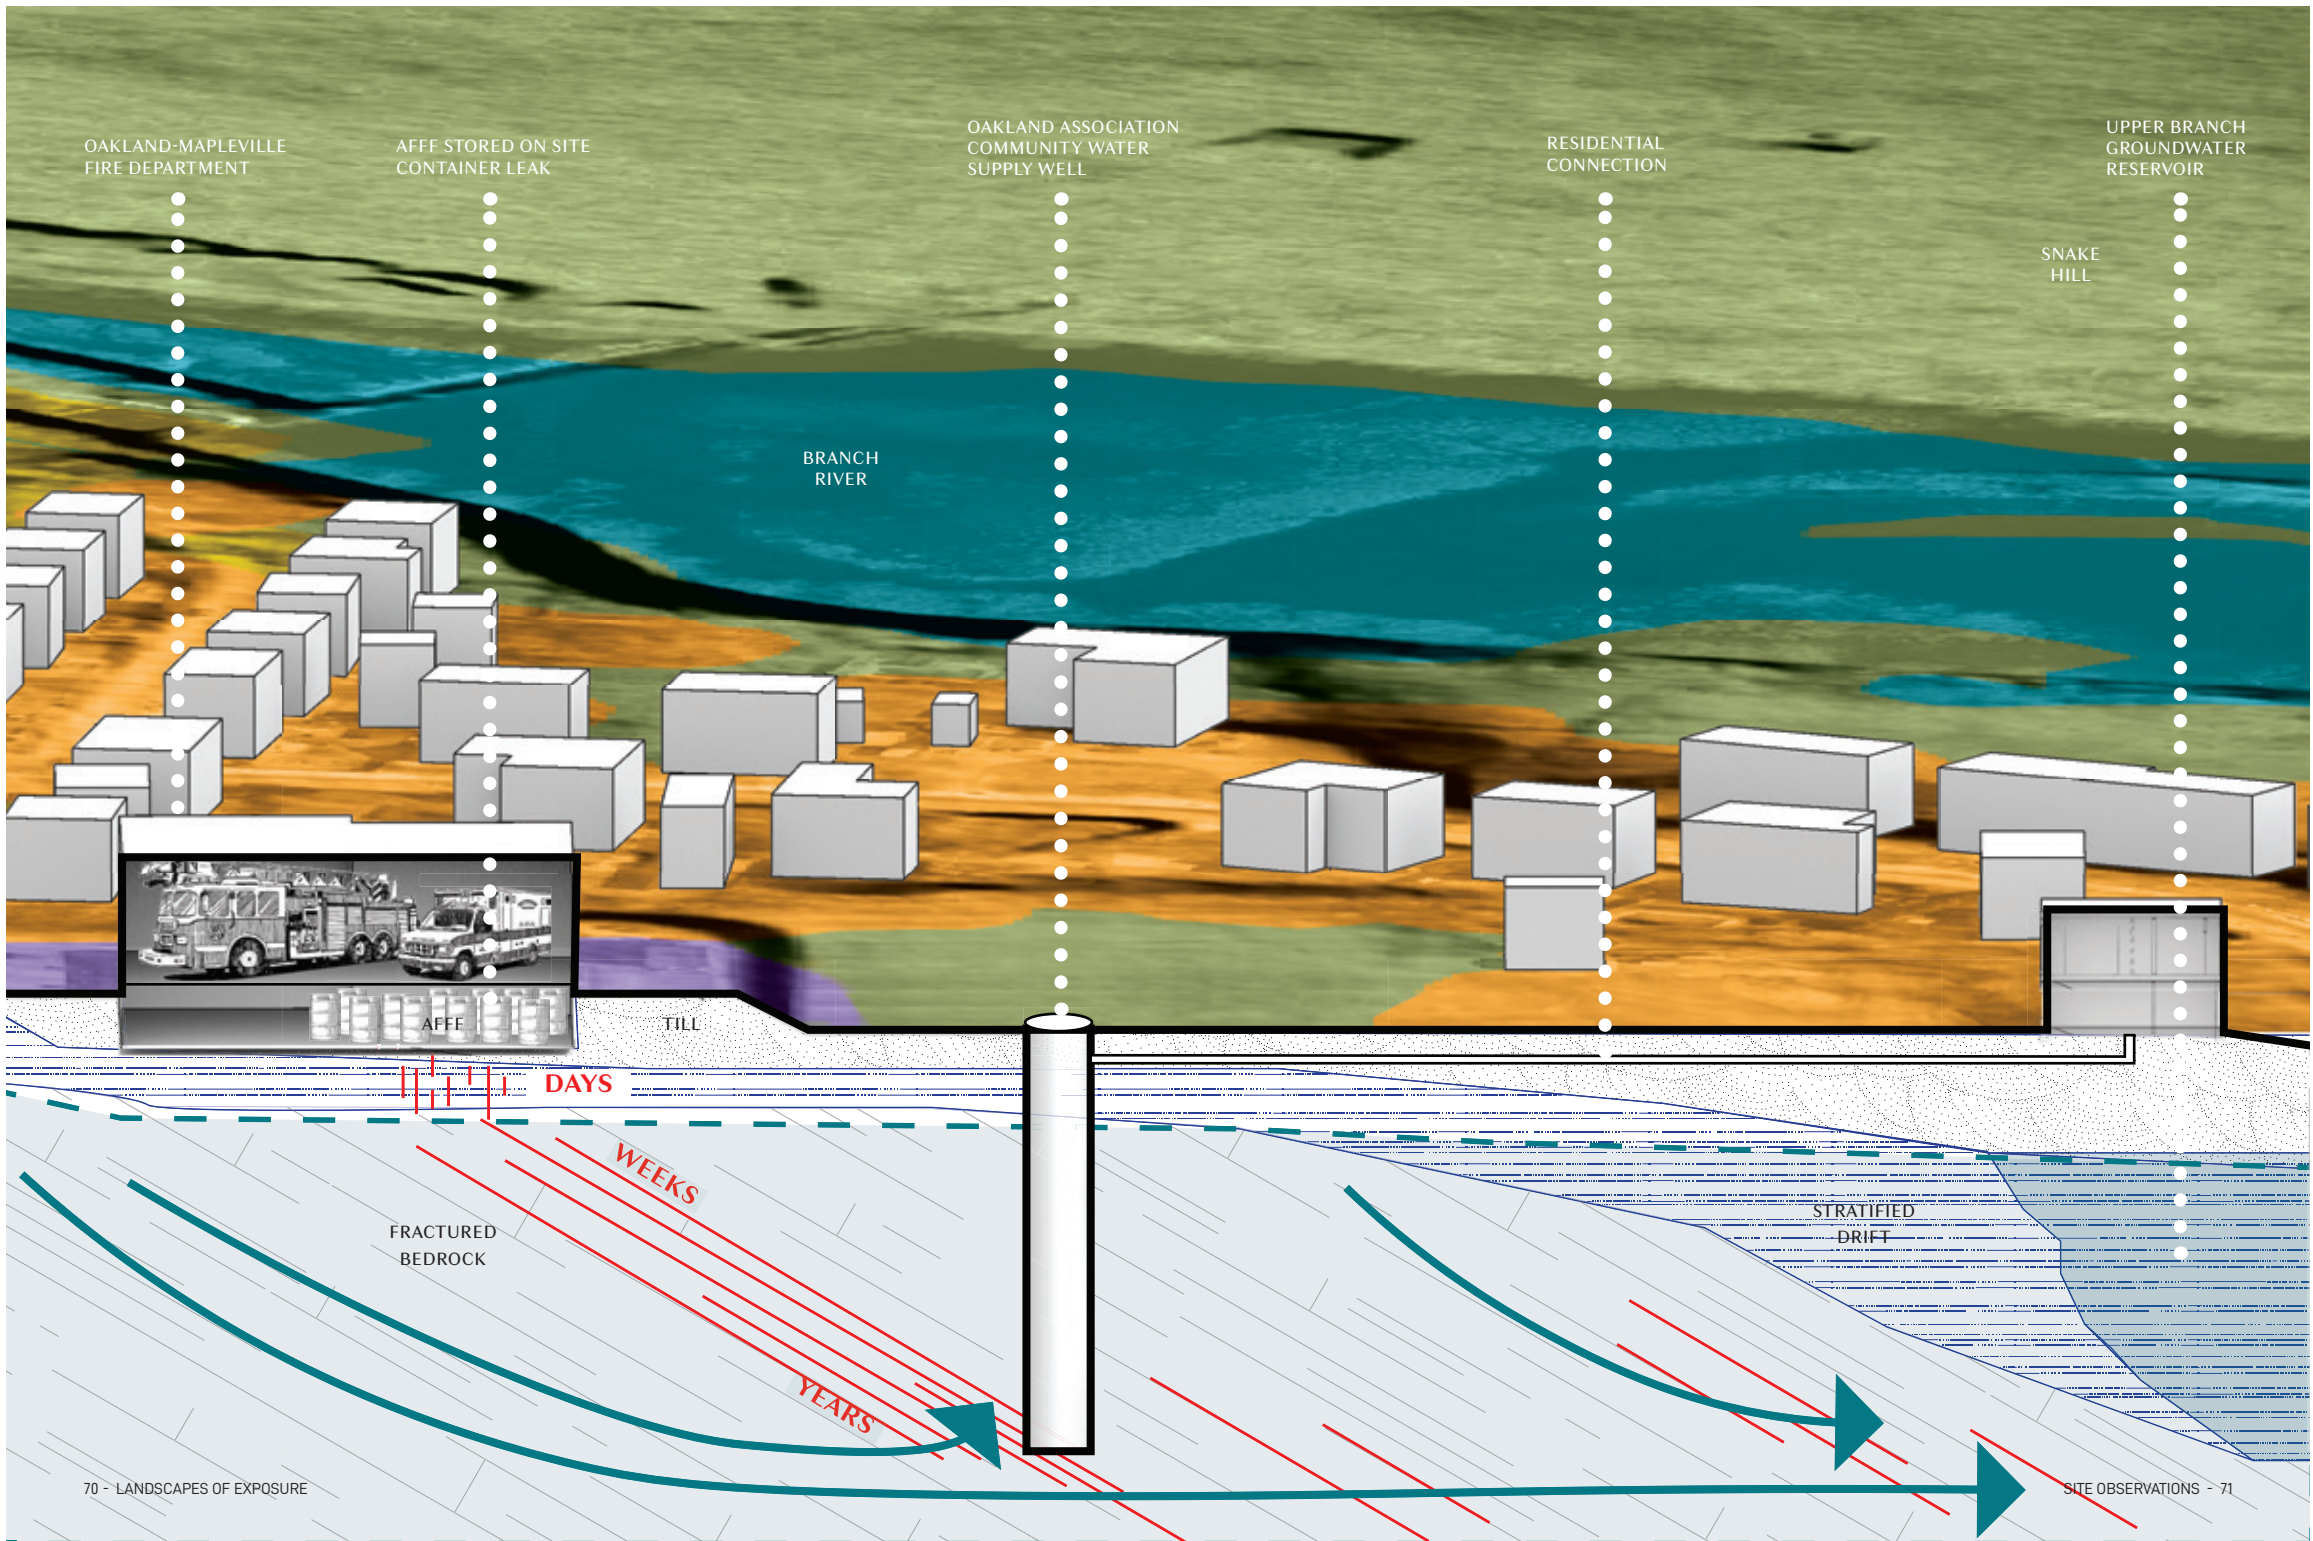 OAKLAND-MAPLEVILLE
FIRE DEPARTMENT
AFFF STORED ON SITE
CONTAINER LEAK
OAKLAND ASSOCIATION
COMMUNITY WATER
SUPPLY WELL
RESIDENTIAL
CONNECTION
UPPER BRANCH
GROUNDWATER
RESERVOIR
SNAKE
HILL
BRANCH
RIVER
AFFF
TILL
DAYS
WEEKS
FRACTURED
BEDROCK
STRATIFIED
DRIFT
YEARS
70 - LANDSCAPES OF EXPOSURE
SITE OBSERVATIONS - 71